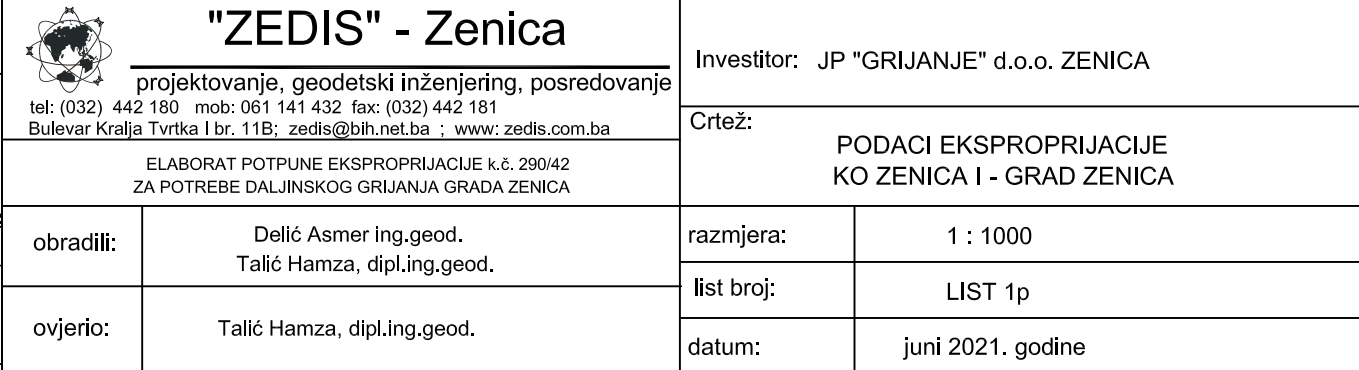 "ZEDIS" - Zenica
projektovanje, geodetski inženjering, posredovanje
tel: (032) 442 180 mob: 061 141 432 fax: (032) 442 181
Bulevar Kralja Tvrtka I br. 11B; zedis@bih.net.ba ; www: zedis.com.ba
ELABORAT POTPUNE EKSPROPRIJACIJE k.č. 290/42
ZA POTREBE DALJINSKOG GRIJANJA GRADA ZENICA
obradili:
Delić Asmer ing.geod.
Talić Hamza, dipl.ing.geod.
ovjerio:
Talić Hamza, dipl.ing.geod.
Investitor: JP "GRIJANJE" d.o.o. ZENICA
Crtež:
PODACI EKSPROPRIJACIJE
KO ZENICA I - GRAD ZENICA
razmjera: 1 : 1000
list broj: LIST 1p
datum: juni 2021. godine